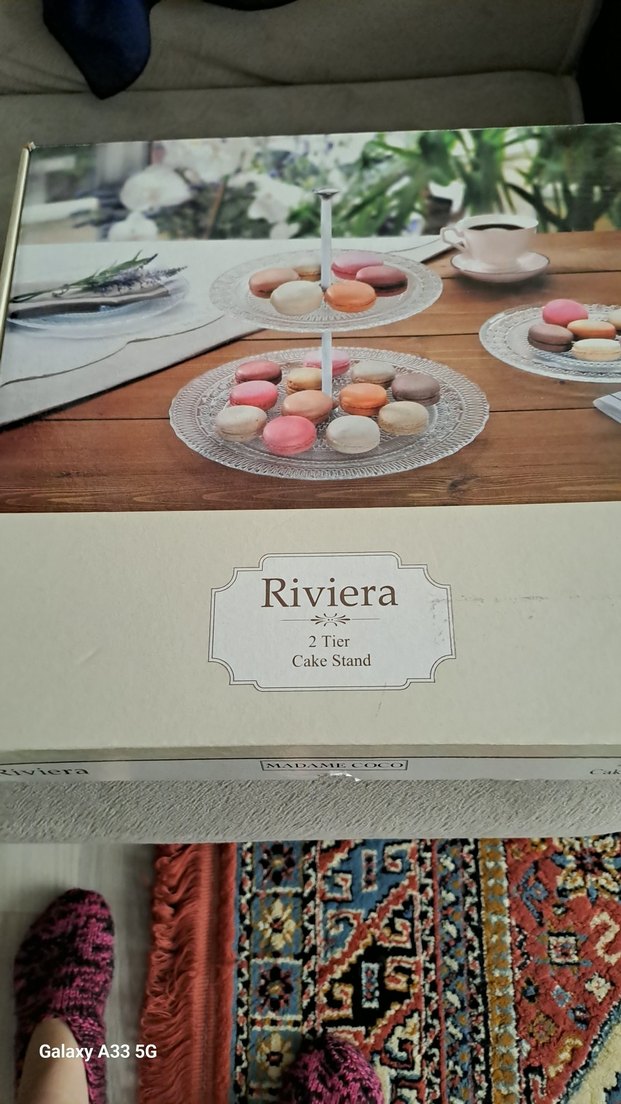 Riviera
2 Tier
Cake Stand
Riviera
MADAME COCO
Galaxy A33 5G